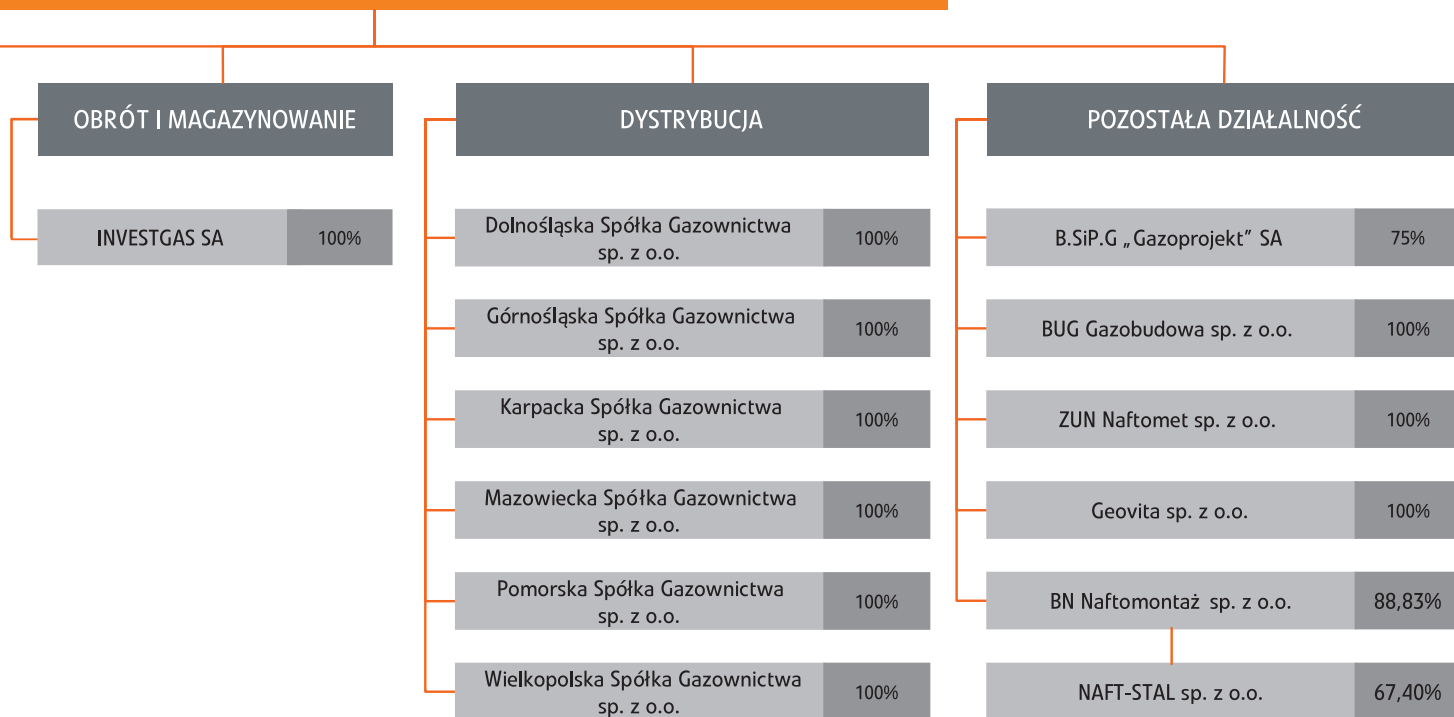 OBRÓT I MAGAZYNOWANIE
INVESTGAS SA
100%
DYSTRYBUCJA
Dolnośląska Spółka Gazownictwa
sp. z o.o.
100%
Górnośląska Spółka Gazownictwa
sp. z o.o.
100%
Karpacka Spółka Gazownictwa
sp. z o.o.
100%
Mazowiecka Spółka Gazownictwa
sp. z o.o.
100%
Pomorska Spółka Gazownictwa
sp. z o.o.
100%
Wielkopolska Spółka Gazownictwa
sp. z o.o.
100%
POZOSTAŁA DZIAŁALNOŚĆ
B.SiP.G „Gazoprojekt” SA
75%
BUG Gazobudowa sp. z o.o.
100%
ZUN Naftomet sp. z o.o.
100%
Geovita sp. z o.o.
100%
BN Naftomontaż sp. z o.o.
88,83%
NAFT-STAL sp. z o.o.
67,40%